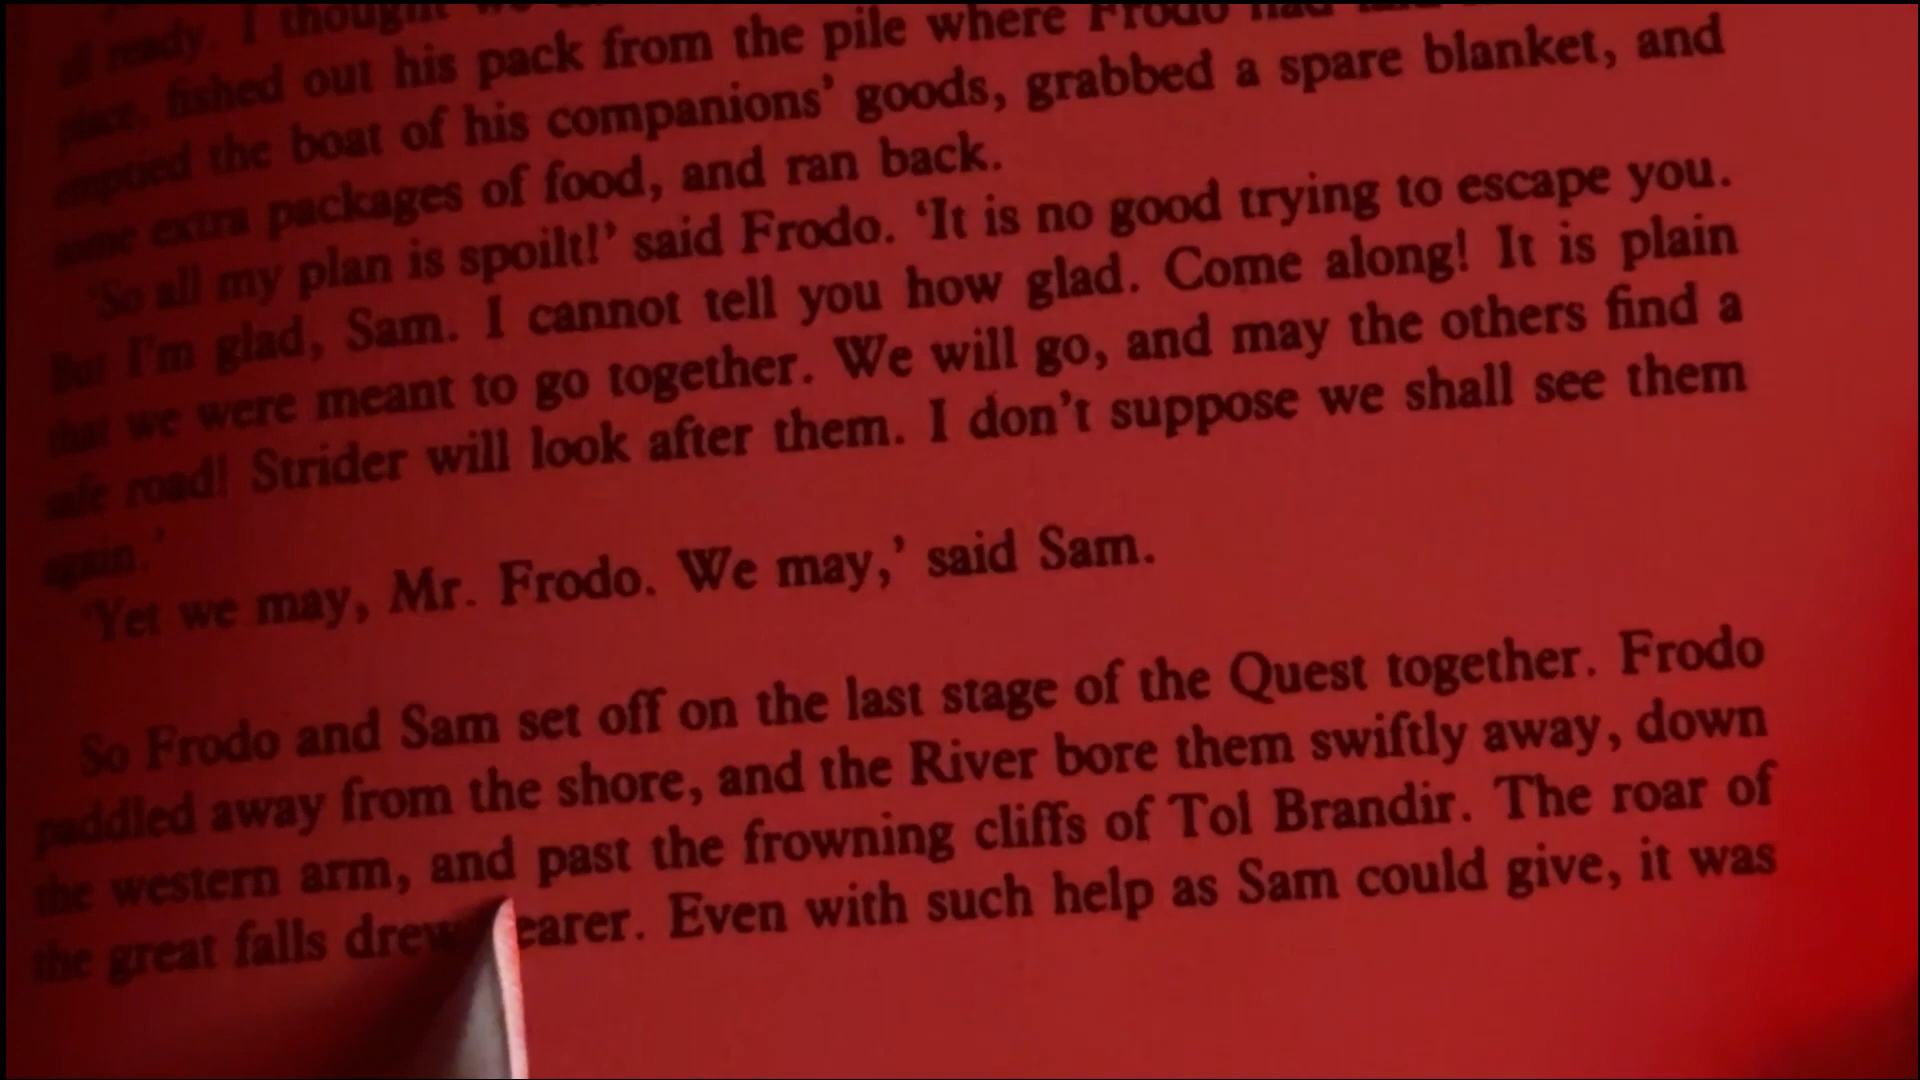 all ready. I thought we
place, fished out his pack from the pile where Frodo had laid
emptied the boat of his companions' goods, grabbed a spare blanket, and
some extra packages of food, and ran back.
'So all my plan is spoilt!' said Frodo. 'It is no good trying to escape you.
But I'm glad, Sam. I cannot tell you how glad. Come along! It is plain
that we were meant to go together. We will go, and may the others find a
safe road! Strider will look after them. I don't suppose we shall see them
again.'
'Yet we may, Mr. Frodo. We may,' said Sam.
So Frodo and Sam set off on the last stage of the Quest together. Frodo
paddled away from the shore, and the River bore them swiftly away, down
the western arm, and past the frowning cliffs of Tol Brandir. The roar of
the great falls drew earer. Even with such help as Sam could give, it was